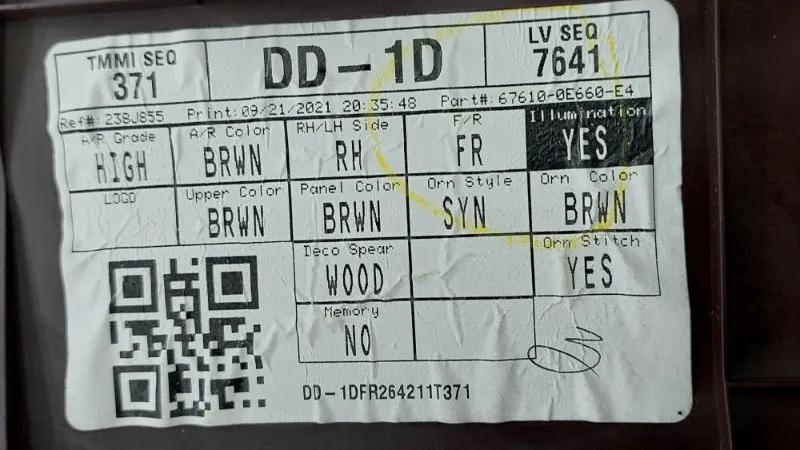 TMMI SEQ
371
DD-1D
LV SEQ
7641
Ref#: 238J855 Print: 09/21/2021 20:35:48 Part#: 67610-0E660-E4
A/R Grade
HIGH
A/R Color
BRWN
RH/LH Side
RH
F/R
FR
Illumination
YES
LOGO
Upper Color
BRWN
Panel Color
BRWN
Orn Style
SYN
Orn Color
BRWN
Deco Spear
WOOD
Orn Stitch
YES
Memory
NO
DD-1DFR264211T371